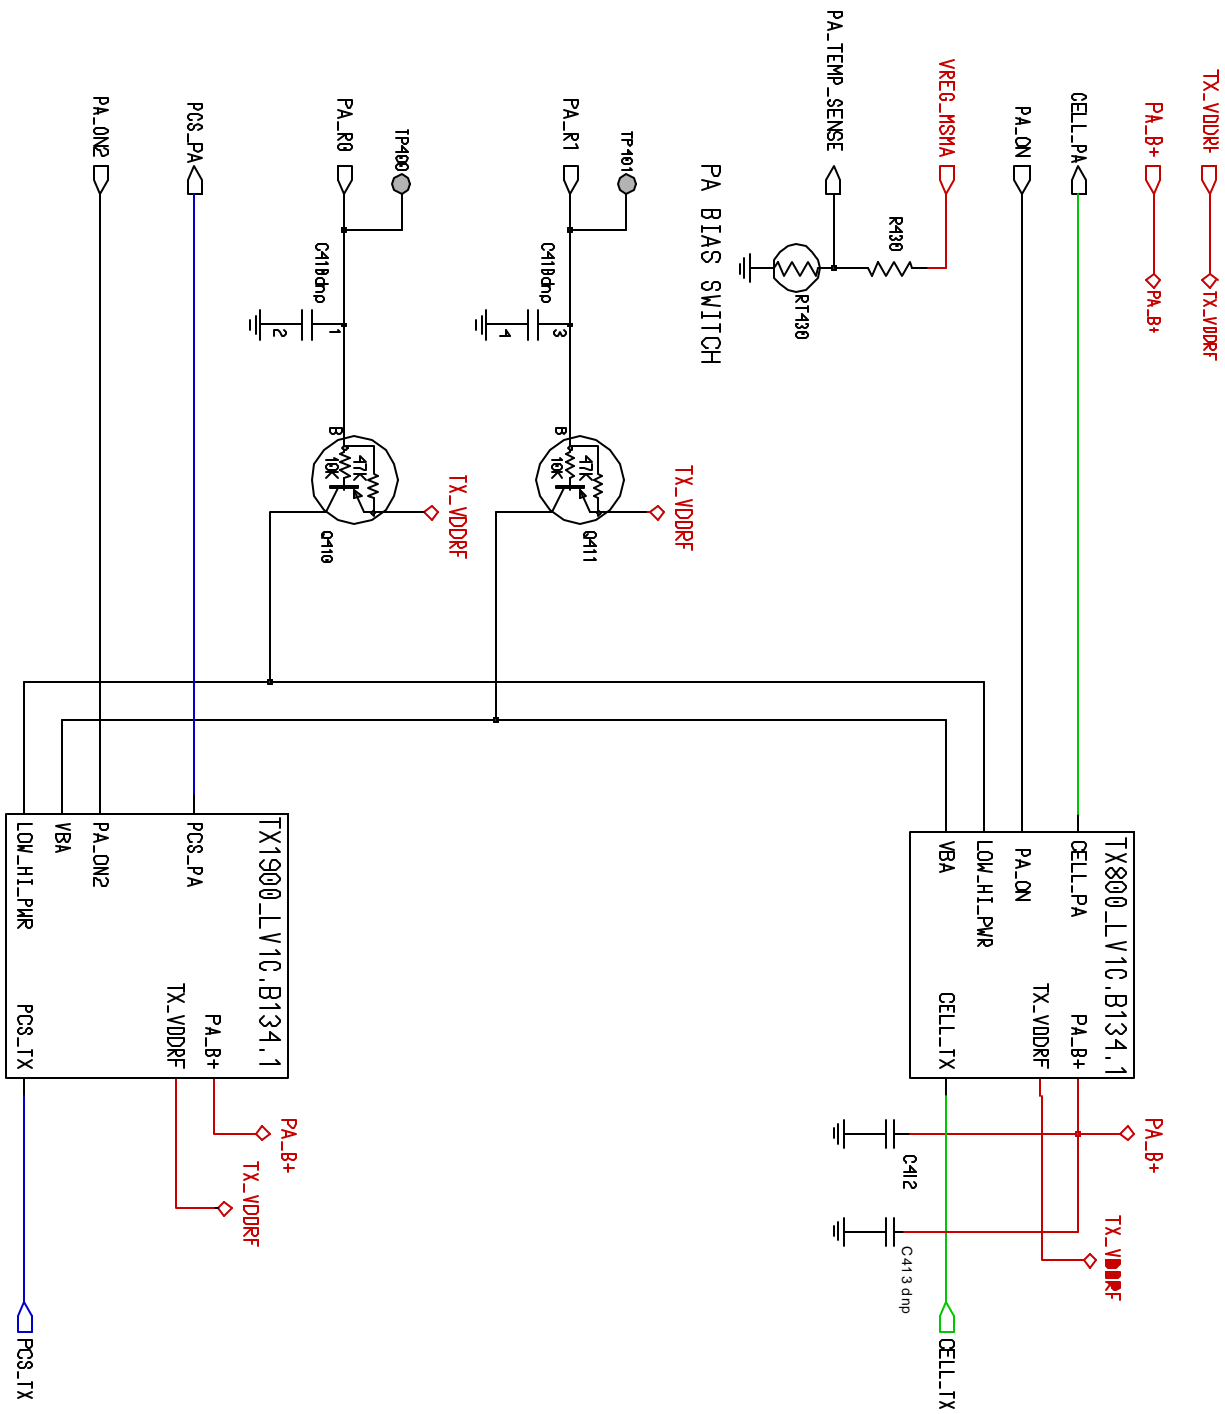 TX_VDDRF
TX_VDDRF
PA_B+
PA_B+
CELL_PA
PA_ON
VREG_MSMA
R430
PA_TEMP_SENSE
RT430
PA BIAS SWITCH
TP401
PA_R1
C410dnp
3
4
B
47K
10K
Q411
TX_VDDRF
TP400
PA_R0
1
2
B
47K
10K
Q410
TX_VDDRF
PCS_PA
PA_ON2
TX800_LV1C.B134.1
CELL_PA
PA_ON
LOW_HI_PWR
VBA
PA_B+
TX_VDDRF
CELL_TX
PA_B+
TX_VDDRF
C412
C413 dnp
CELL_TX
TX1900_LV1C.B134.1
PCS_PA
PA_ON2
VBA
LOW_HI_PWR
PA_B+
TX_VDDRF
PCS_TX
PA_B+
TX_VDDRF
PCS_TX